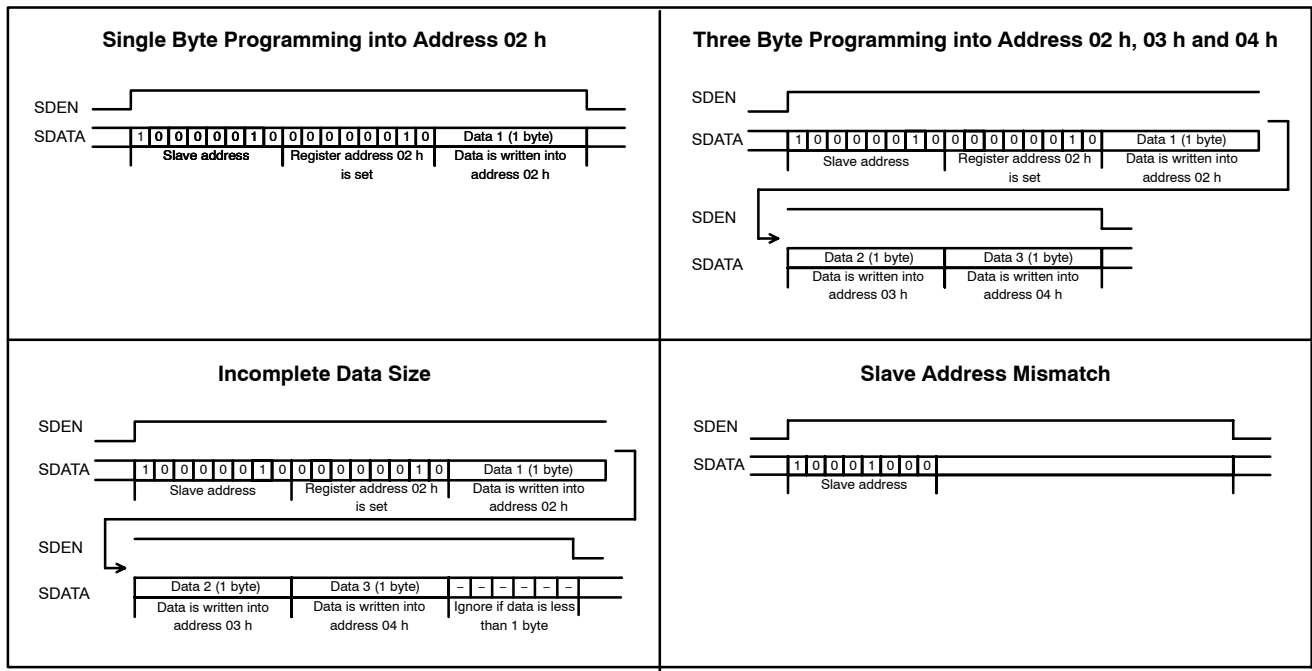 Single Byte Programming into Address 02 h
SDEN
SDATA 1 0 0 0 0 0 1 0 0 0 0 0 0 0 1 0 Data 1 (1 byte)
Slave address Register address 02 h Data is written into
is set address 02 h
Three Byte Programming into Address 02 h, 03 h and 04 h
SDEN
SDATA 1 0 0 0 0 0 1 0 0 0 0 0 0 0 1 0 Data 1 (1 byte)
Slave address Register address 02 h Data is written into
is set address 02 h
SDEN
SDATA Data 2 (1 byte) Data 3 (1 byte)
Data is written into Data is written into
address 03 h address 04 h
Incomplete Data Size
SDEN
SDATA 1 0 0 0 0 0 1 0 0 0 0 0 0 0 1 0 Data 1 (1 byte)
Slave address Register address 02 h Data is written into
is set address 02 h
SDEN
SDATA Data 2 (1 byte) Data 3 (1 byte) – – – – – –
Data is written into Data is written into Ignore if data is less
address 03 h address 04 h than 1 byte
Slave Address Mismatch
SDEN
SDATA 1 0 0 0 1 0 0 0
Slave address